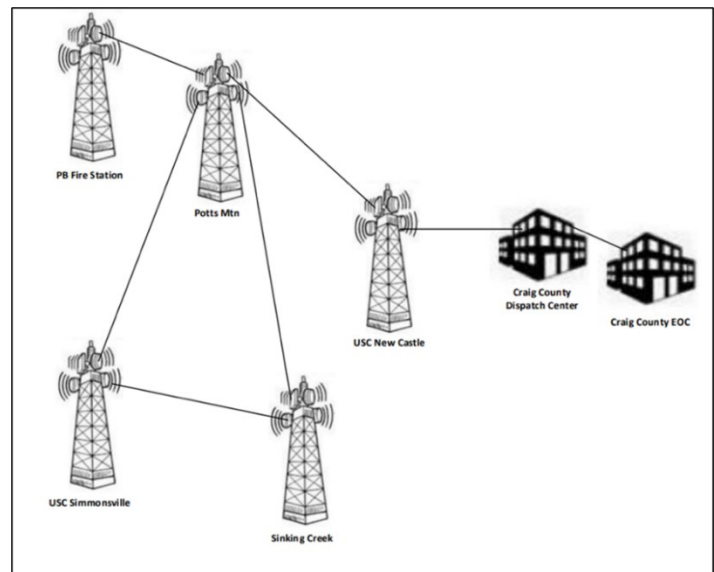 PB Fire Station
Potts Mtn
USC New Castle
Craig County
Dispatch Center
Craig County EOC
USC Simmonsville
Sinking Creek